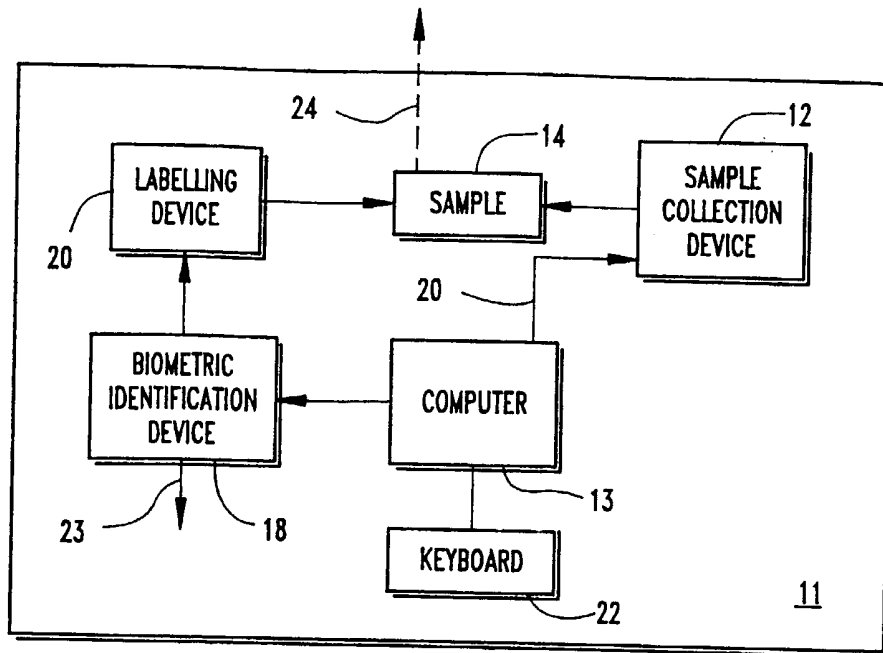 24
14
12
LABELLING
DEVICE
SAMPLE
SAMPLE
COLLECTION
DEVICE
20
20
BIOMETRIC
IDENTIFICATION
DEVICE
COMPUTER
23
18
13
KEYBOARD
22
11